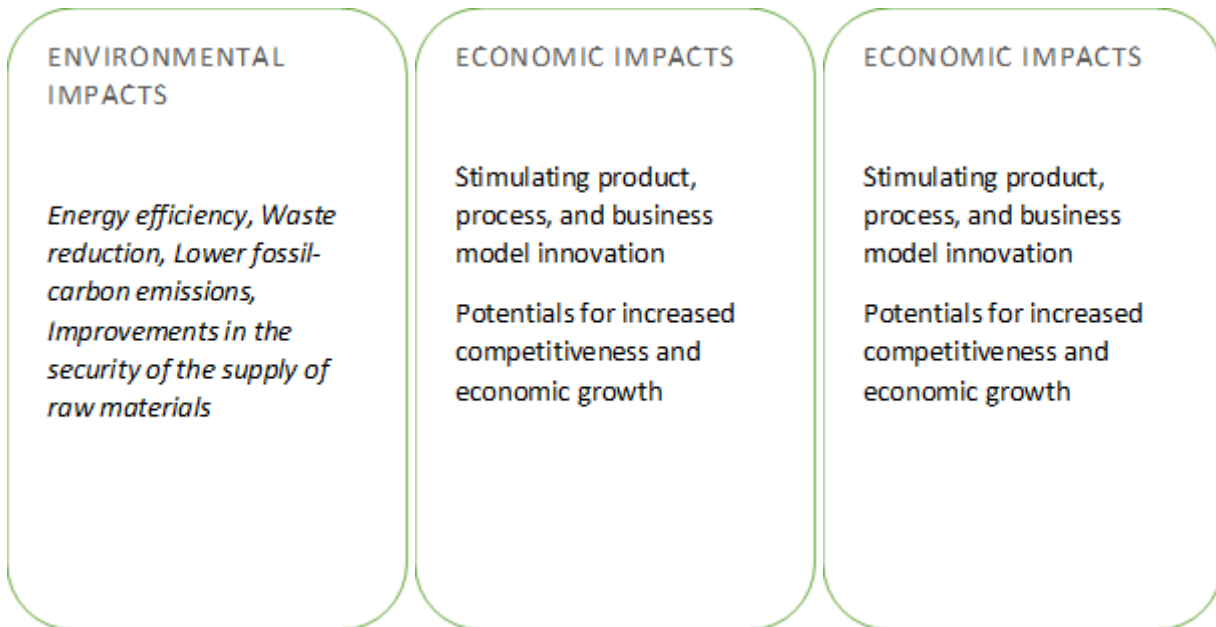 ENVIRONMENTAL
IMPACTS
Energy efficiency, Waste
reduction, Lower fossil-
carbon emissions,
Improvements in the
security of the supply of
raw materials
ECONOMIC IMPACTS
Stimulating product,
process, and business
model innovation
Potentials for increased
competitiveness and
economic growth
ECONOMIC IMPACTS
Stimulating product,
process, and business
model innovation
Potentials for increased
competitiveness and
economic growth